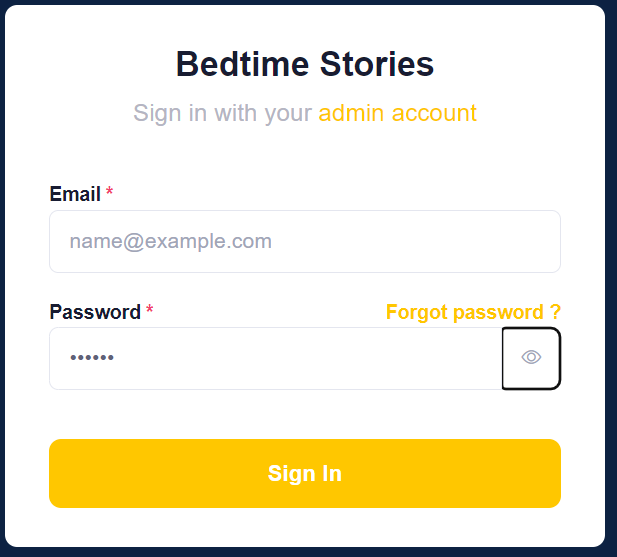 Bedtime Stories
Sign in with your admin account
Email *
name@example.com
Password *
Forgot password ?
••••••
Sign In